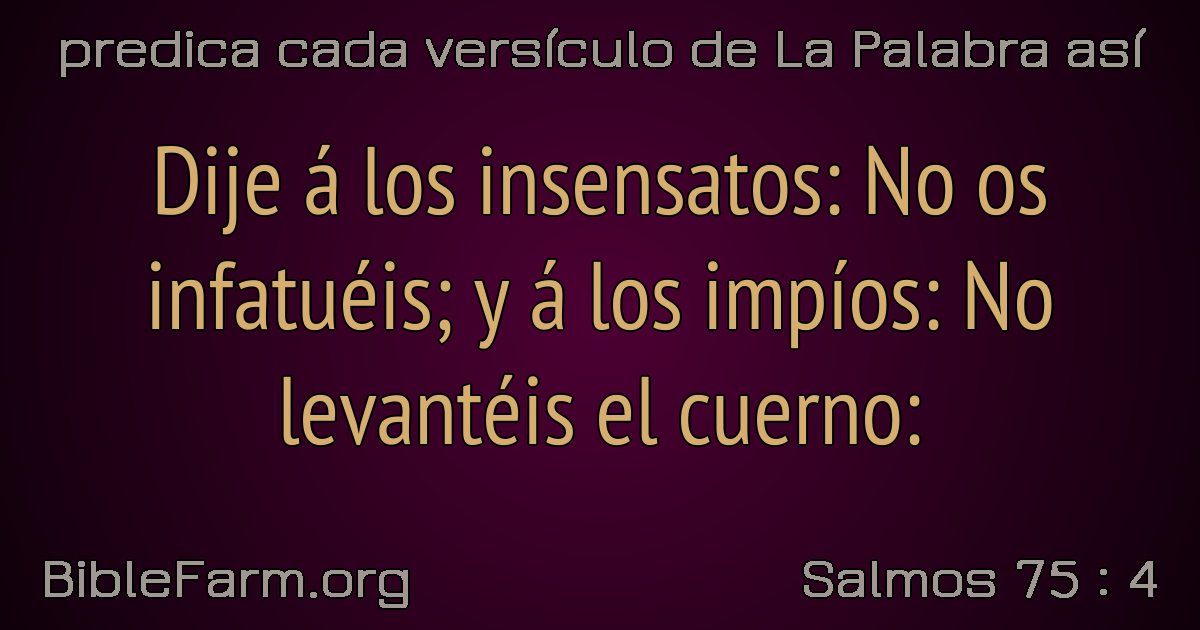 predica cada versículo de La Palabra así
Dije á los insensatos: No os
infatuéis; y á los impíos: No
levantéis el cuerno:
BibleFarm.org
Salmos 75 : 4